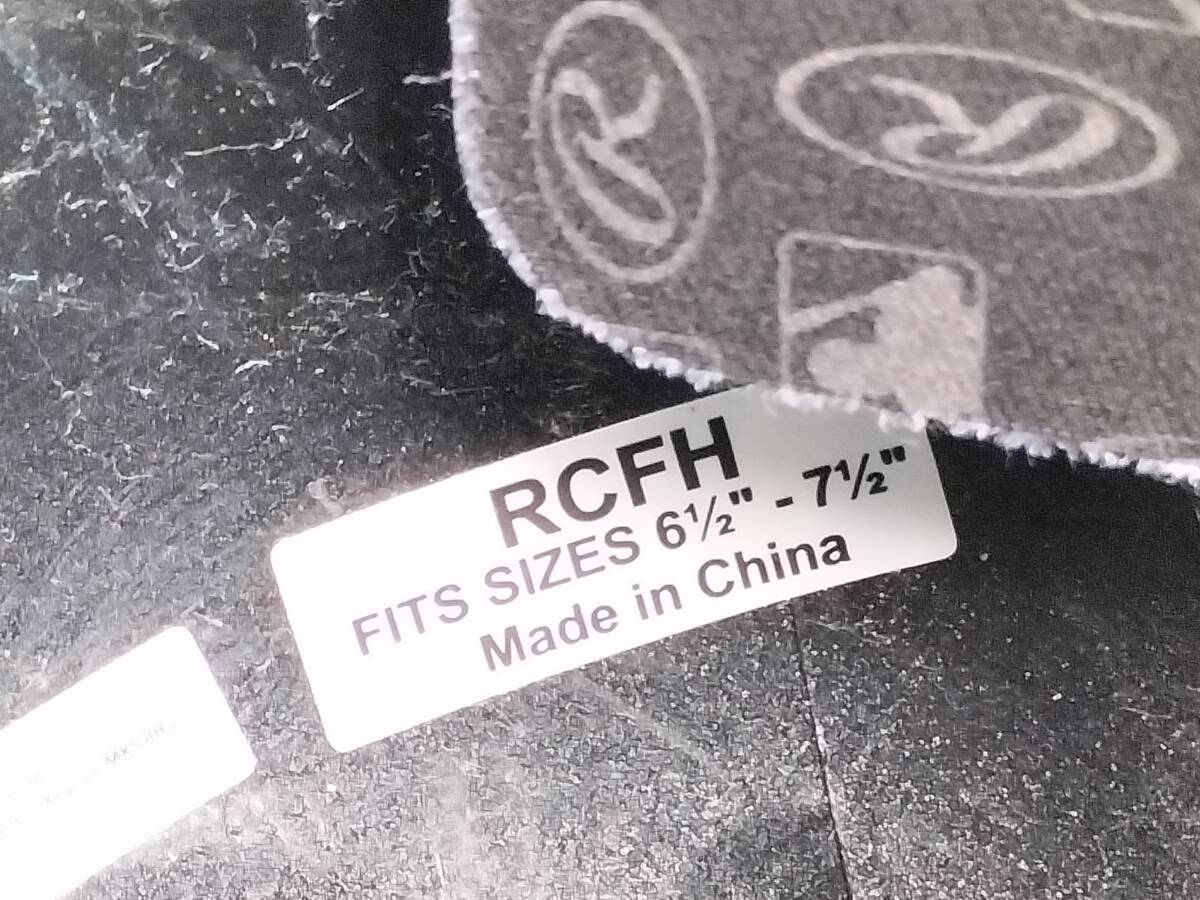 RCFH
FITS SIZES 6½" - 7½"
Made in China